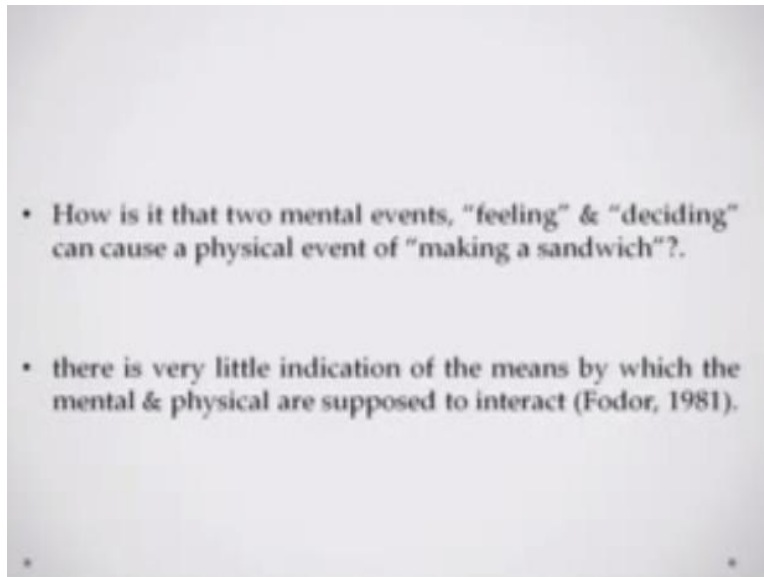 • How is it that two mental events, "feeling" & "deciding"
can cause a physical event of "making a sandwich"?.
• there is very little indication of the means by which the
mental & physical are supposed to interact (Fodor, 1981).